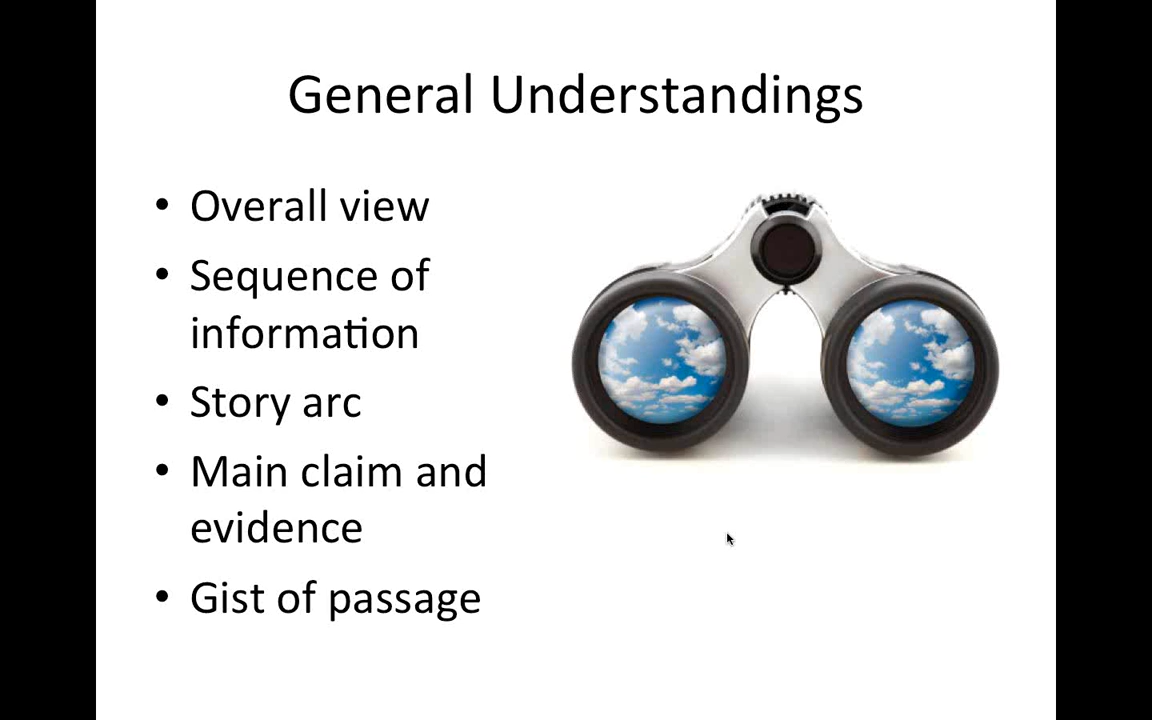 General Understandings
• Overall view
• Sequence of
information
• Story arc
• Main claim and
evidence
• Gist of passage